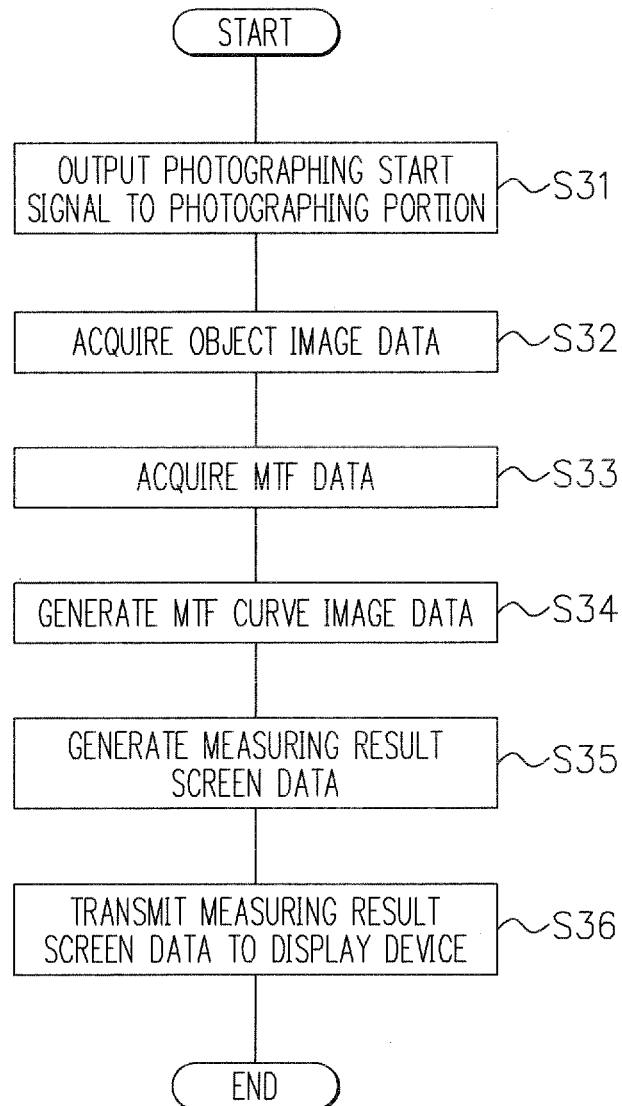 START
OUTPUT PHOTOGRAPHING START
SIGNAL TO PHOTOGRAPHING PORTION
S31
ACQUIRE OBJECT IMAGE DATA
S32
ACQUIRE MTF DATA
S33
GENERATE MTF CURVE IMAGE DATA
S34
GENERATE MEASURING RESULT
SCREEN DATA
S35
TRANSMIT MEASURING RESULT
SCREEN DATA TO DISPLAY DEVICE
S36
END